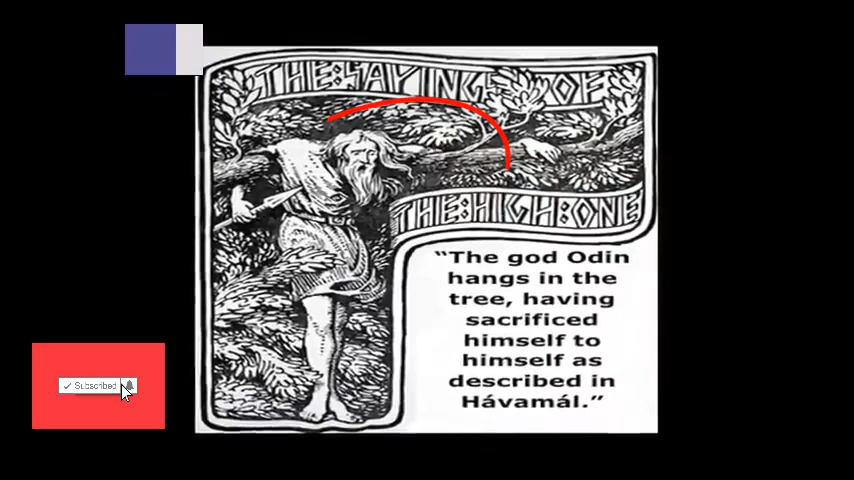 THE:SAYING:OF
THE:HIGH:ONE
“The god Odin
hangs in the
tree, having
sacrificed
himself to
himself as
described in
Hávamál.”
Subscribed